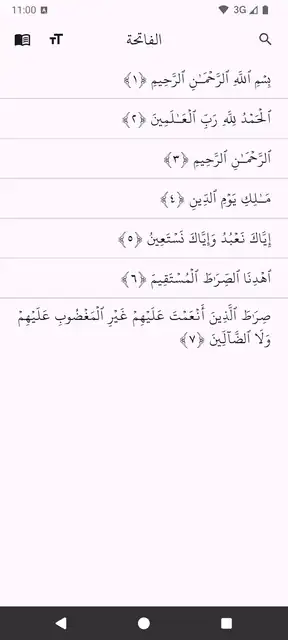 11:00 A 3G
الفاتحة
بِسْمِ ٱللَّهِ ٱلرَّحْمَـٰنِ ٱلرَّحِيمِ ﴿١﴾
ٱلْحَمْدُ لِلَّهِ رَبِّ ٱلْعَـٰلَمِينَ ﴿٢﴾
ٱلرَّحْمَـٰنِ ٱلرَّحِيمِ ﴿٣﴾
مَـٰلِكِ يَوْمِ ٱلدِّينِ ﴿٤﴾
إِيَّاكَ نَعْبُدُ وَإِيَّاكَ نَسْتَعِينُ ﴿٥﴾
ٱهْدِنَا ٱلصِّرَٰطَ ٱلْمُسْتَقِيمَ ﴿٦﴾
صِرَٰطَ ٱلَّذِينَ أَنْعَمْتَ عَلَيْهِمْ غَيْرِ ٱلْمَغْضُوبِ عَلَيْهِمْ
وَلَا ٱلضَّآلِّينَ ﴿٧﴾